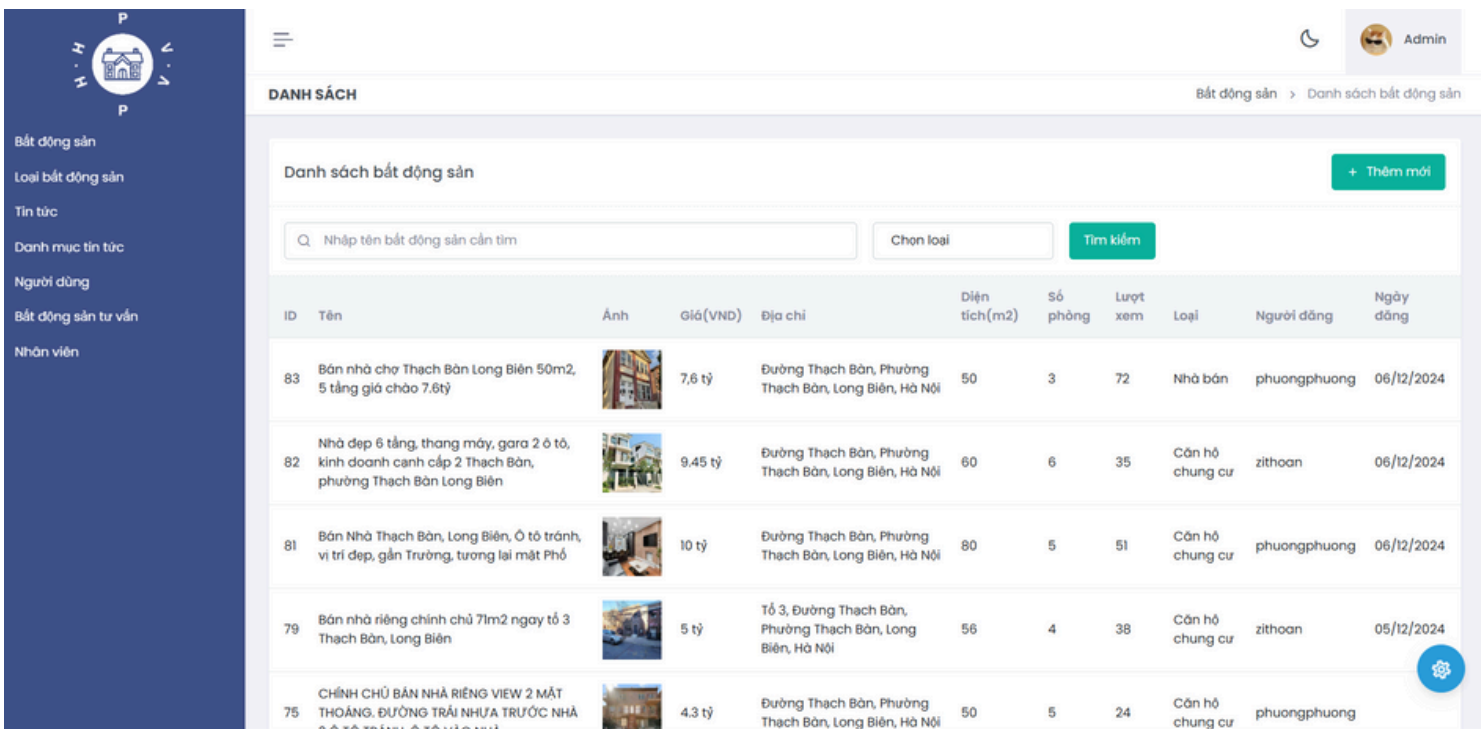 P
H . H
V . V
P
Admin
DANH SÁCH
Bất động sản > Danh sách bất động sản
Bất động sản
Loại bất động sản
Tin tức
Danh mục tin tức
Người dùng
Bất động sản tư vấn
Nhân viên
Danh sách bất động sản
+ Thêm mới
Nhập tên bất động sản cần tìm
Chọn loại
Tìm kiếm
ID Tên Ảnh Giá(VND) Địa chỉ Diện tích(m2) Số phòng Lượt xem Loại Người đăng Ngày đăng
83 Bán nhà chợ Thạch Bàn Long Biên 50m2, 7,6 tỷ Đường Thạch Bàn, Phường 50 3 72 Nhà bán phuongphuong 06/12/2024
5 tầng giá chào 7.6tỷ Thạch Bàn, Long Biên, Hà Nội
Nhà đẹp 6 tầng, thang máy, gara 2 ô tô,
82 kinh doanh cạnh cấp 2 Thạch Bàn, 9.45 tỷ Đường Thạch Bàn, Phường 60 6 35 Căn hộ zithoan 06/12/2024
phường Thạch Bàn Long Biên Thạch Bàn, Long Biên, Hà Nội chung cư
81 Bán Nhà Thạch Bàn, Long Biên, Ô tô tránh, 10 tỷ Đường Thạch Bàn, Phường 80 5 51 Căn hộ phuongphuong 06/12/2024
vị trí đẹp, gần Trường, tương lai mặt Phố Thạch Bàn, Long Biên, Hà Nội chung cư
Tổ 3, Đường Thạch Bàn,
79 Bán nhà riêng chính chủ 71m2 ngay tổ 3 5 tỷ Phường Thạch Bàn, Long 56 4 38 Căn hộ zithoan 05/12/2024
Thạch Bàn, Long Biên Biên, Hà Nội chung cư
CHÍNH CHỦ BÁN NHÀ RIÊNG VIEW 2 MẶT
75 THOÁNG. ĐƯỜNG TRẢI NHỰA TRƯỚC NHÀ 4.3 tỷ Đường Thạch Bàn, Phường 50 5 24 Căn hộ phuongphuong
Thạch Bàn, Long Biên, Hà Nội chung cư